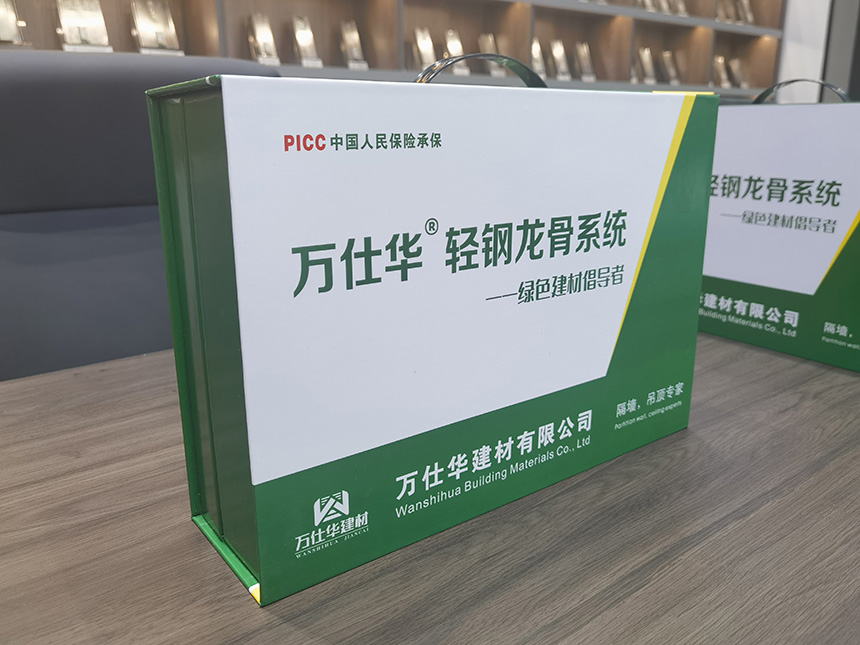 PICC 中国人民保险承保
万仕华® 轻钢龙骨系统
——绿色建材倡导者
万仕华建材有限公司
Wanshihua Building Materials Co., Ltd
隔墙，吊顶专家
Partition wall, ceiling experts
万仕华建材
WANSHIHUA JIANCAI
轻钢龙骨系统
——绿色建材倡导者
建材有限公司
Building Materials Co., Ltd
隔墙，
Partition wall,